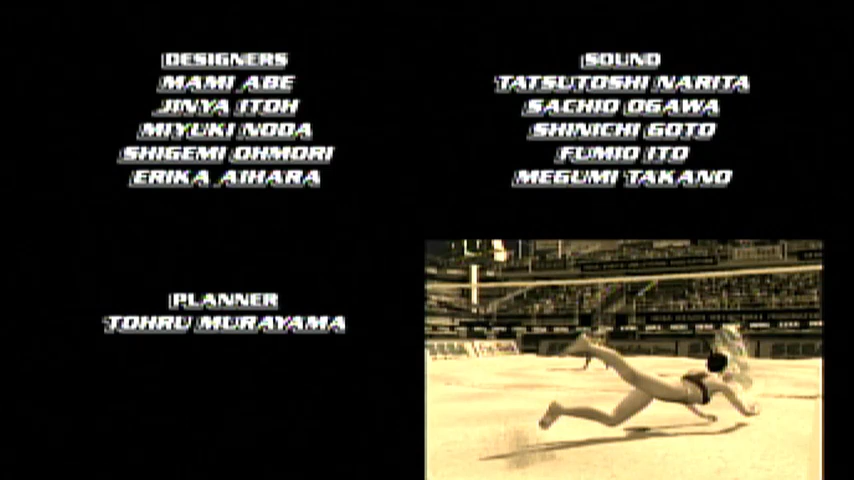 DESIGNERS
MAMI ABE
JINYA ITOH
MIYUKI NODA
SHIGEMI OHMORI
ERIKA AIHARA
SOUND
TATSUTOSHI NARITA
SACHIO OGAWA
SHINICHI GOTO
FUMIO ITO
MEGUMI TAKANO
PLANNER
TOHRU MURAYAMA